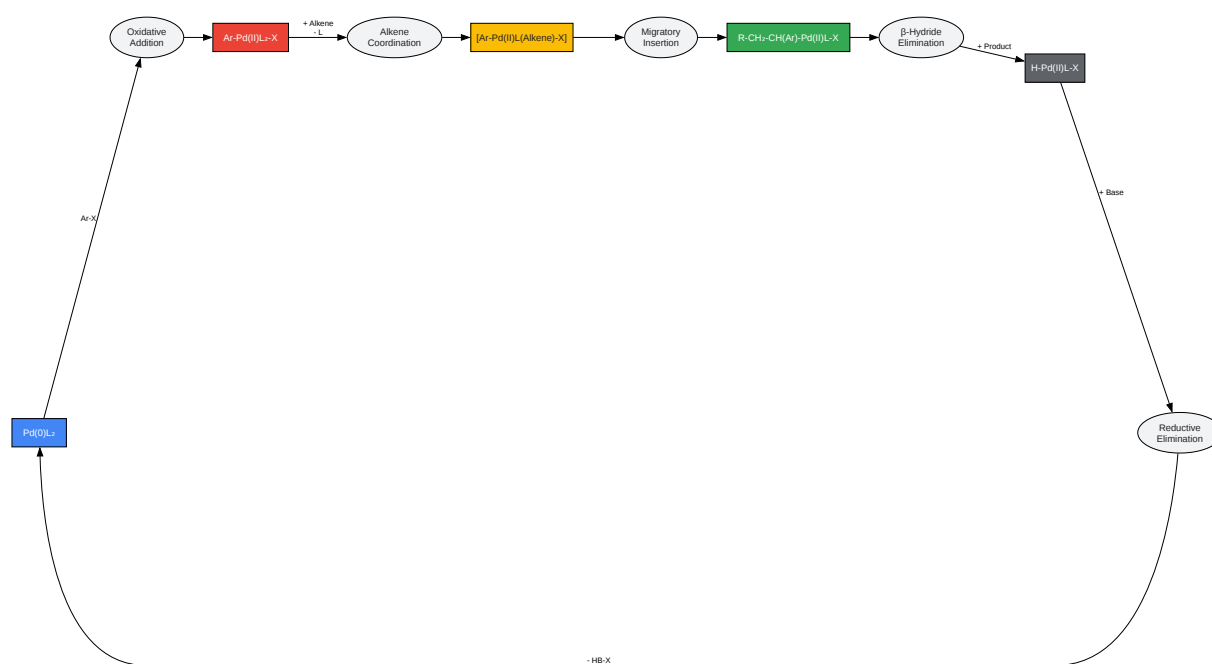 Oxidative
Addition
Ar-Pd(II)L₂-X
+ Alkene
- L
Alkene
Coordination
[Ar-Pd(II)L(Alkene)-X]
Migratory
Insertion
R-CH₂-CH(Ar)-Pd(II)L-X
β-Hydride
Elimination
+ Product
H-Pd(II)L-X
Ar-X
+ Base
Pd(0)L₂
Reductive
Elimination
- HB-X